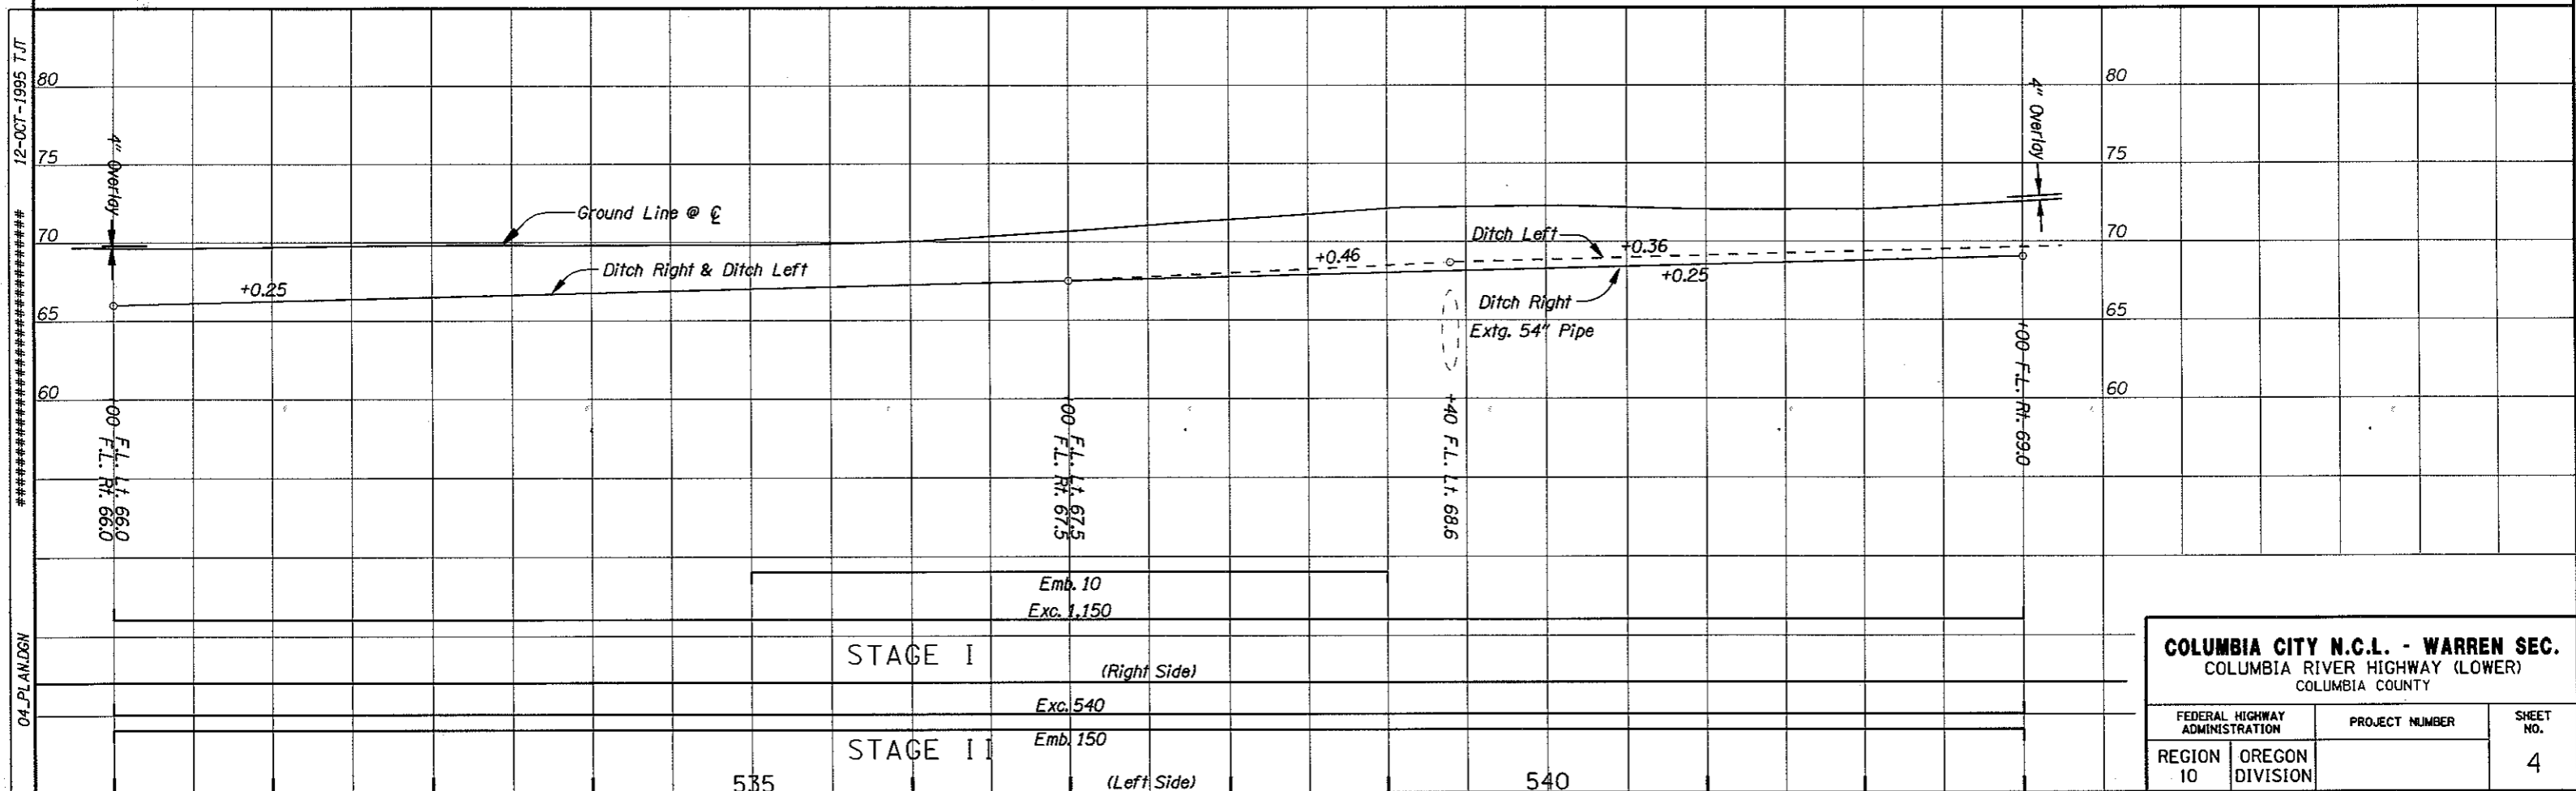 12-OCT-1995 TJT
##################################
04_PLAN.DGN
80
75
70
65
60
4" Overlay
Ground Line @ ℄
Ditch Right & Ditch Left
+0.25
+0.46
Ditch Left
+0.36
+0.25
Ditch Right
Extg. 54" Pipe
4" Overlay
80
75
70
65
60
+00 F.L. Lt. 66.0
F.L. Rt. 66.0
+00 F.L. Lt. 67.5
F.L. Rt. 67.5
+40 F.L. Lt. 68.6
+00 F.L. Rt. 69.0
Emb. 10
Exc. 1,150
STAGE I
(Right Side)
Exc. 540
STAGE II
Emb. 150
(Left Side)
535
540
COLUMBIA CITY N.C.L. - WARREN SEC.
COLUMBIA RIVER HIGHWAY (LOWER)
COLUMBIA COUNTY
FEDERAL HIGHWAY ADMINISTRATION
PROJECT NUMBER
SHEET NO.
REGION 10
OREGON DIVISION
4